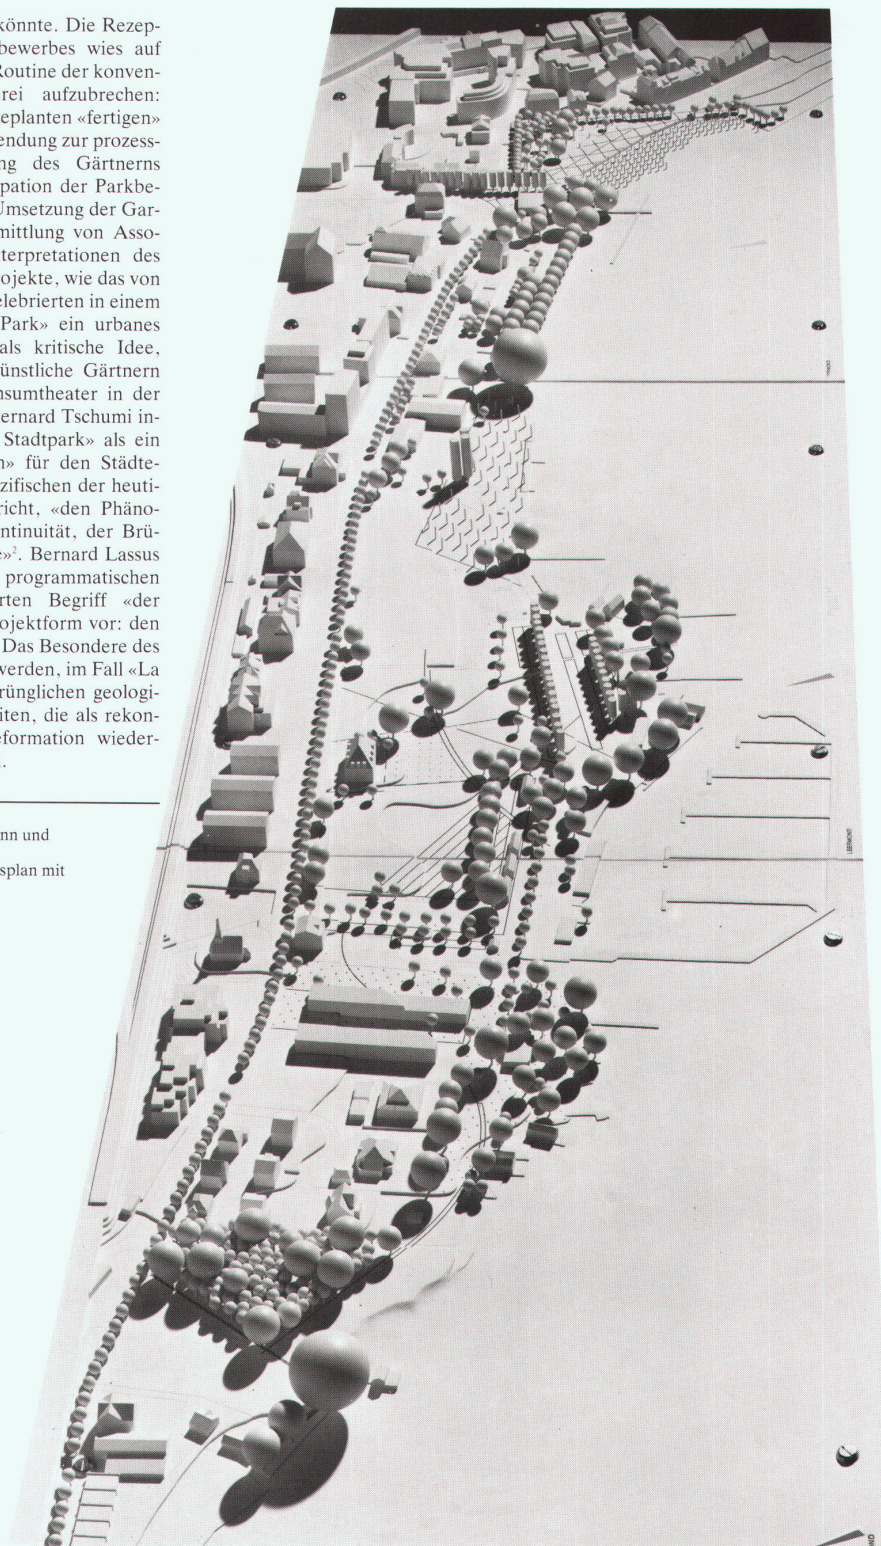 könnte. Die Rezep-
bewerbes wies auf
Routine der konven-
erei aufzubrechen:
eplanten «fertigen»
endung zur prozess-
ng des Gärtners
pation der Parkbe-
Umsetzung der Gar-
mittlung von Asso-
terpretationen des
ojekte, wie das von
elebrierten in einem
Park» ein urbanes
als kritische Idee,
ünstliche Gärtnern
nsumtheater in der
ernard Tschumi in-
Stadtpark» als ein
n» für den Städte-
zifischen der heuti-
richt, «den Phäno-
ntinuität, der Brü-
e»². Bernard Lassus
programmatischen
rten Begriff «der
ojektform vor: den
Das Besondere des
werden, im Fall «La
rünglichen geologi-
iten, die als rekon-
eformation wieder-
nn und
splan mit